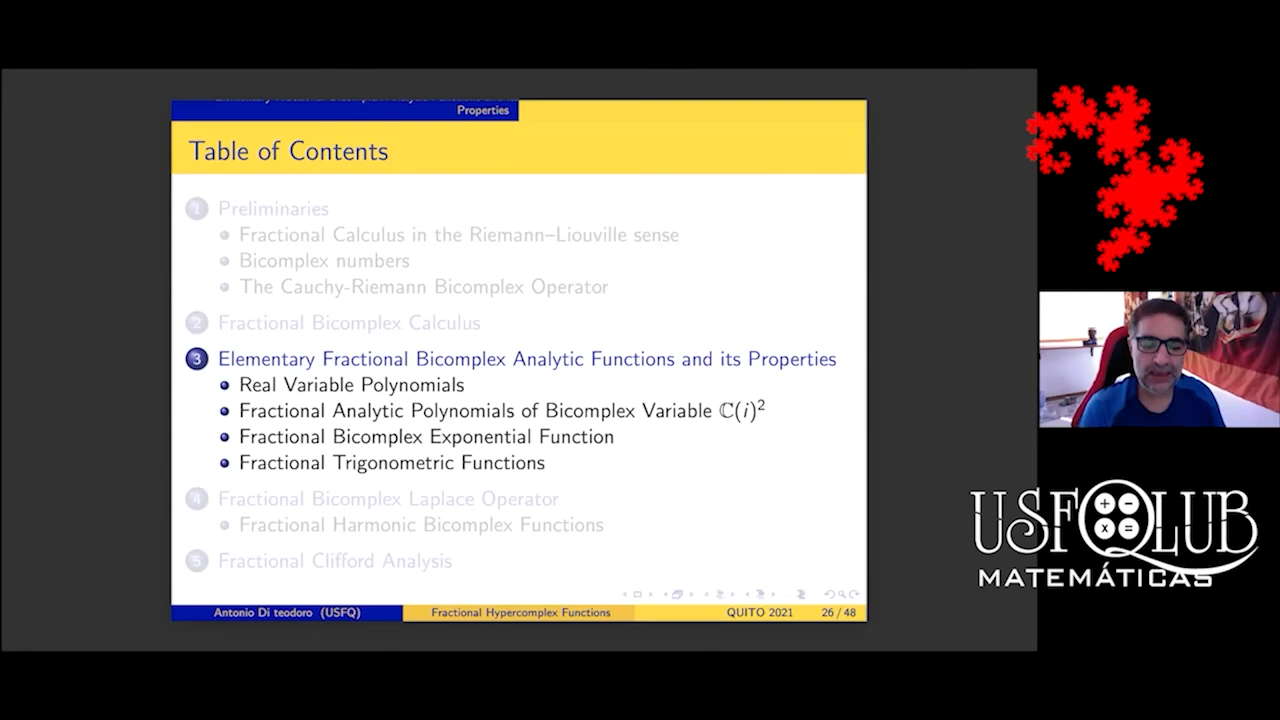 Properties
Table of Contents
1 Preliminaries
Fractional Calculus in the Riemann–Liouville sense
Bicomplex numbers
The Cauchy-Riemann Bicomplex Operator
2 Fractional Bicomplex Calculus
3 Elementary Fractional Bicomplex Analytic Functions and its Properties
Real Variable Polynomials
Fractional Analytic Polynomials of Bicomplex Variable ℂ(i)²
Fractional Bicomplex Exponential Function
Fractional Trigonometric Functions
4 Fractional Bicomplex Laplace Operator
Fractional Harmonic Bicomplex Functions
5 Fractional Clifford Analysis
Antonio Di teodoro (USFQ) Fractional Hypercomplex Functions QUITO 2021 26 / 48
USFQLUB
MATEMÁTICAS